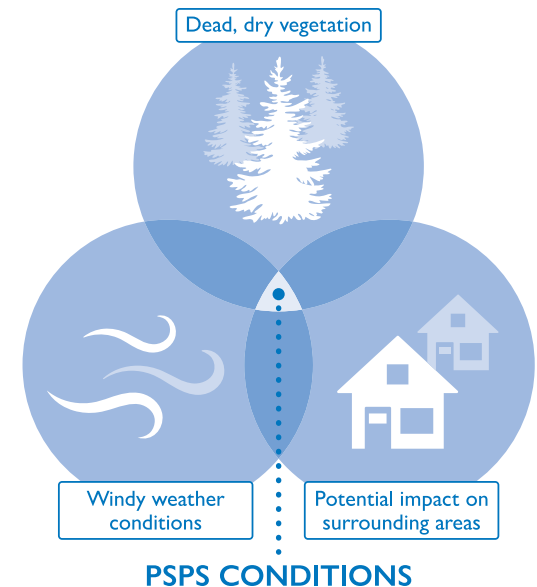 Dead, dry vegetation
Windy weather
conditions
Potential impact on
surrounding areas
PSPS CONDITIONS